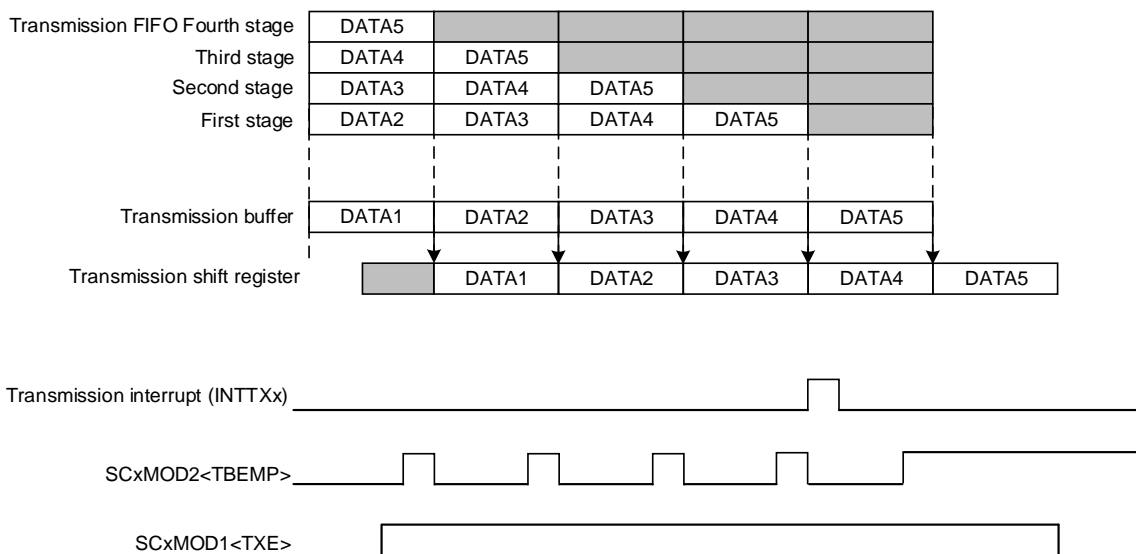 Transmission FIFO Fourth stage DATA5
Third stage DATA4 DATA5
Second stage DATA3 DATA4 DATA5
First stage DATA2 DATA3 DATA4 DATA5
Transmission buffer DATA1 DATA2 DATA3 DATA4 DATA5
Transmission shift register DATA1 DATA2 DATA3 DATA4 DATA5
Transmission interrupt (INTTXx)
SCxMOD2<TBEMP>
SCxMOD1<TXE>